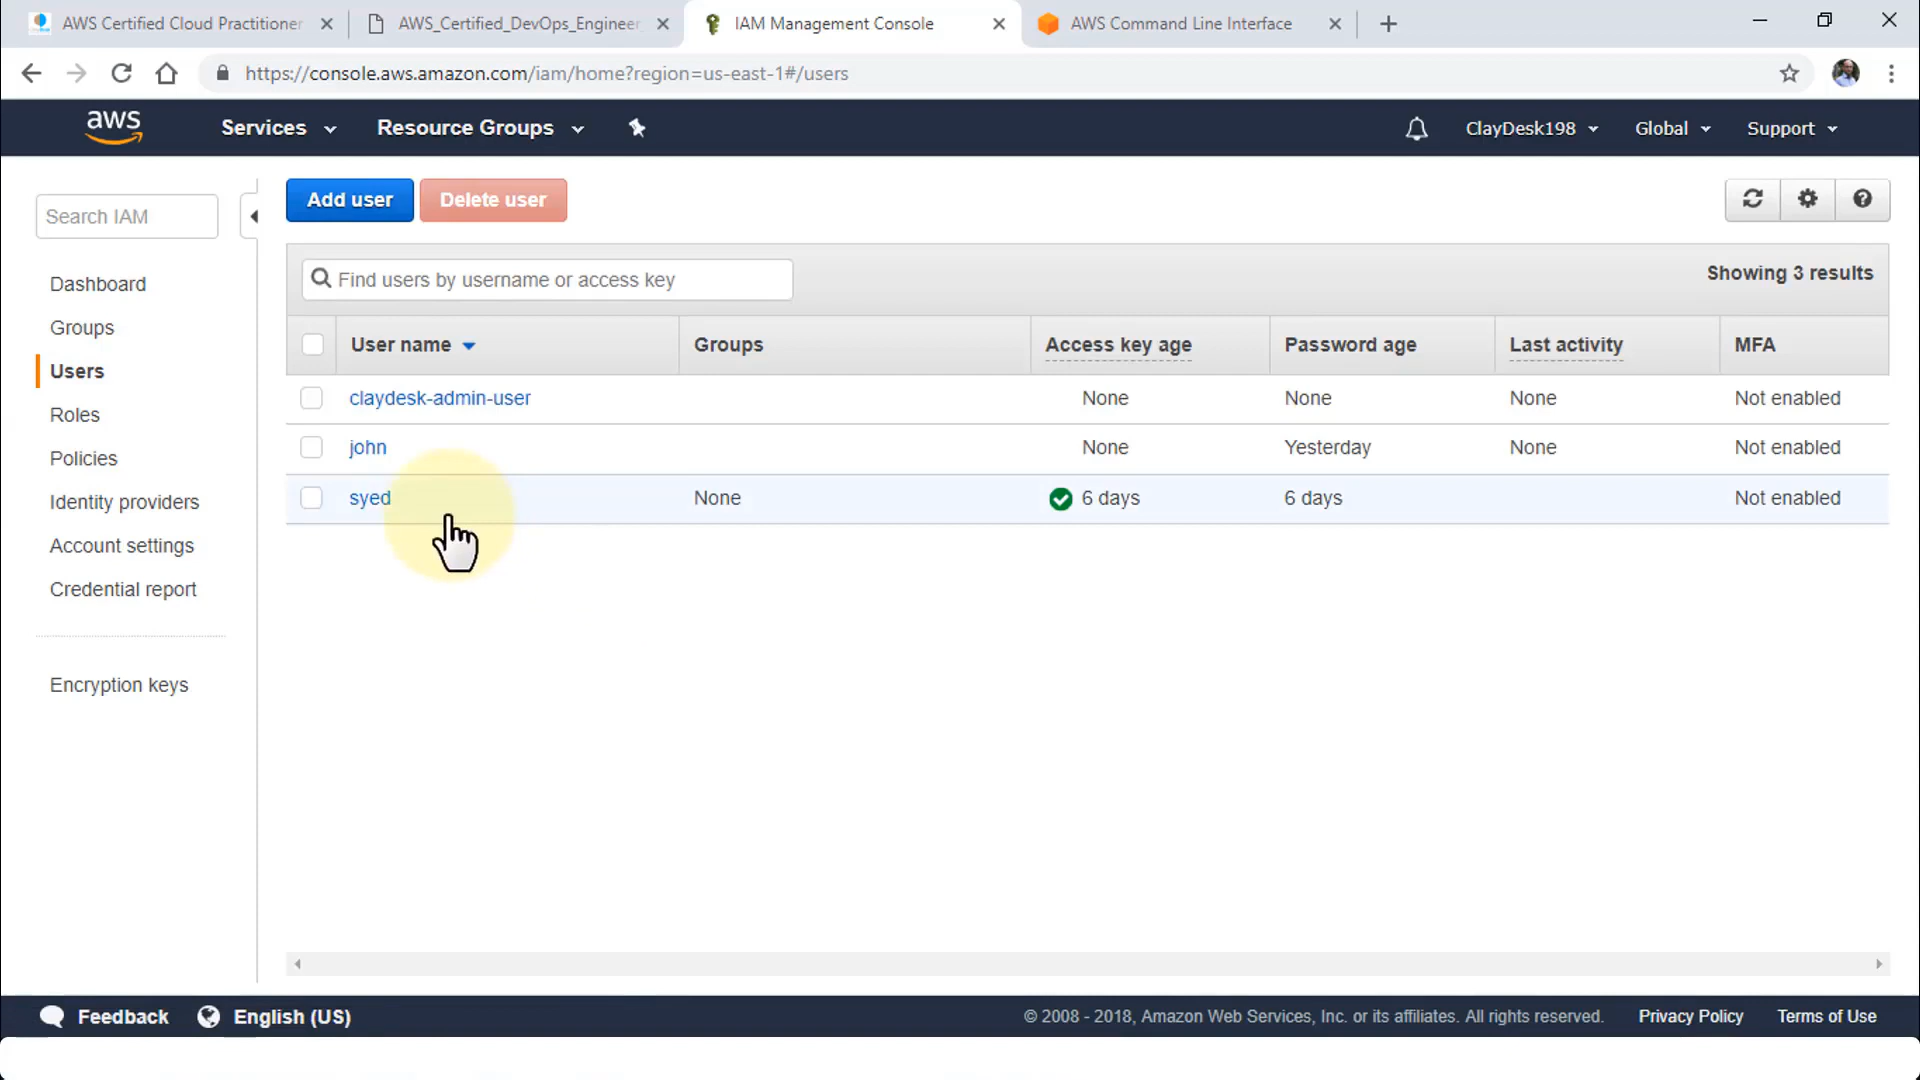 AWS Certified Cloud Practitioner
AWS_Certified_DevOps_Engineer
IAM Management Console
AWS Command Line Interface
https://console.aws.amazon.com/iam/home?region=us-east-1#/users
aws
Services
Resource Groups
ClayDesk198
Global
Support
Search IAM
Add user
Delete user
Find users by username or access key
Showing 3 results
Dashboard
Groups
Users
Roles
Policies
Identity providers
Account settings
Credential report
Encryption keys
User name Groups Access key age Password age Last activity MFA
claydesk-admin-user None None None Not enabled
john None Yesterday None Not enabled
syed None 6 days 6 days Not enabled
Feedback
English (US)
© 2008 - 2018, Amazon Web Services, Inc. or its affiliates. All rights reserved.
Privacy Policy
Terms of Use